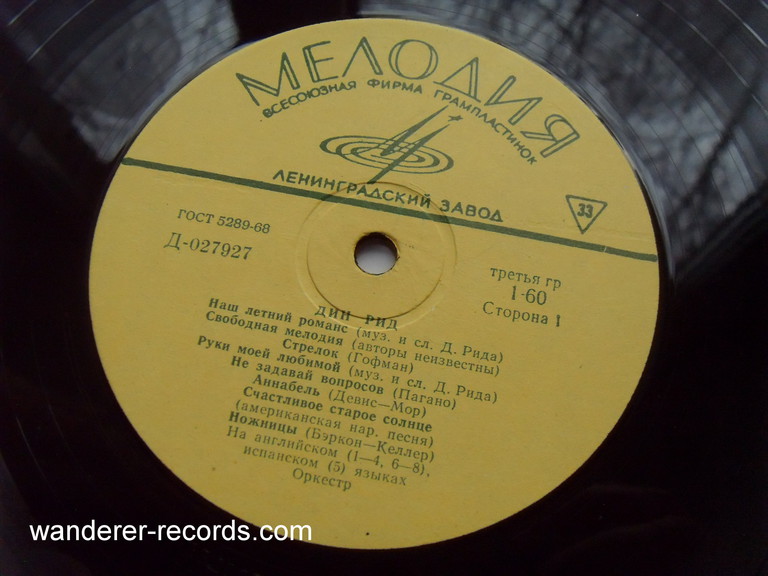 МЕЛОДИЯ
ВСЕСОЮЗНАЯ ФИРМА ГРАМПЛАСТИНОК
ЛЕНИНГРАДСКИЙ ЗАВОД
33
ГОСТ 5289-68
Д-027927
третья гр
1-60
Сторона 1
ДИН РИД
Наш летний романс (муз. и сл. Д. Рида)
Свободная мелодия (авторы неизвестны)
Стрелок (Гофман)
Руки моей любимой (муз. и сл. Д. Рида)
Не задавай вопросов (Пагано)
Аннабель (Девис—Мор)
Счастливое старое солнце
(американская нар. песня)
Ножницы (Бэркон—Келлер)
На английском (1—4, 6—8),
испанском (5) языках
Оркестр
wanderer-records.com